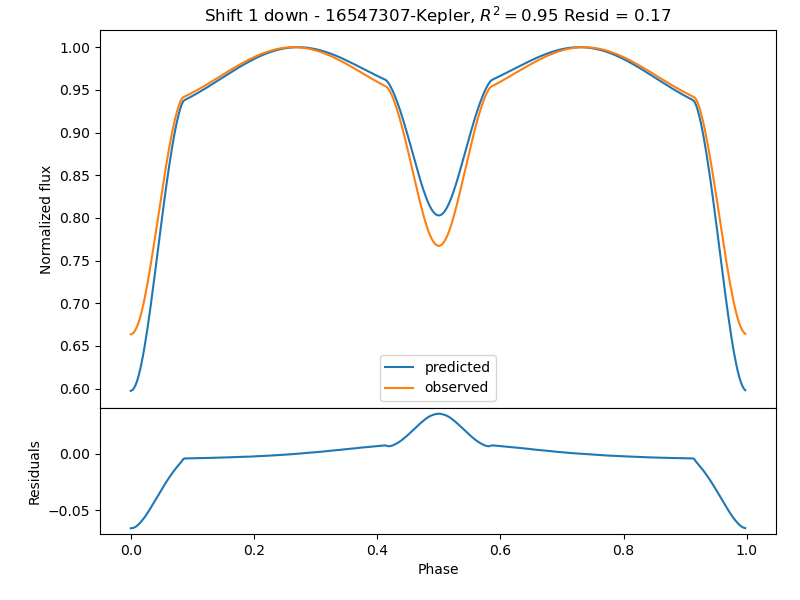 Shift 1 down - 16547307-Kepler, R² = 0.95 Resid = 0.17
Normalized flux
1.00
0.95
0.90
0.85
0.80
0.75
0.70
0.65
0.60
predicted
observed
Residuals
0.00
−0.05
0.0
0.2
0.4
0.6
0.8
1.0
Phase